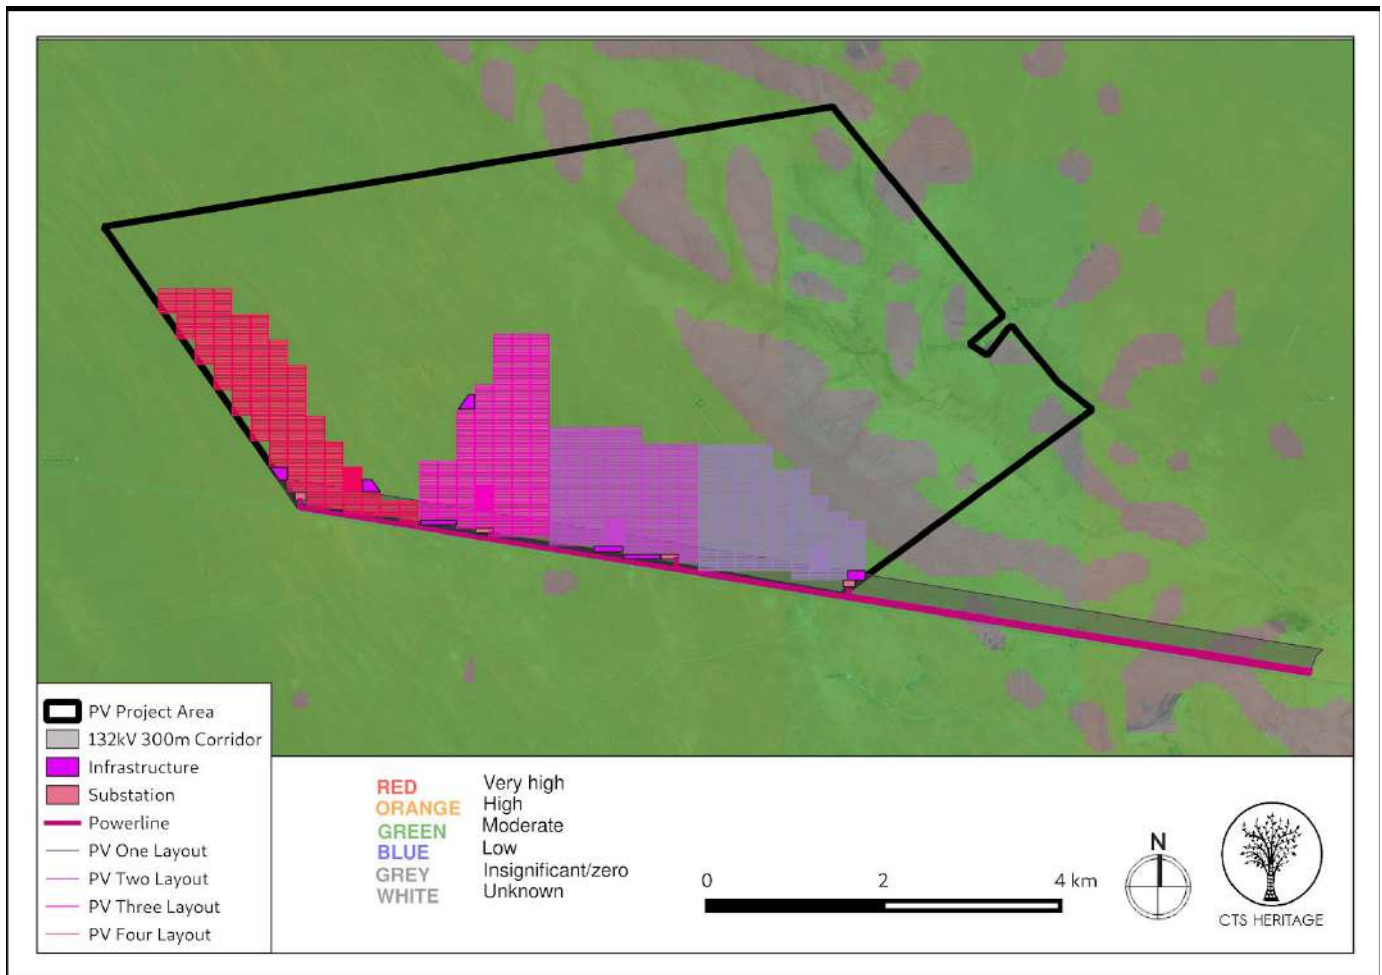 PV Project Area
132kV 300m Corridor
Infrastructure
Substation
Powerline
PV One Layout
PV Two Layout
PV Three Layout
PV Four Layout
RED Very high
ORANGE High
GREEN Moderate
BLUE Low
GREY Insignificant/zero
WHITE Unknown
0 2 4 km
N
CTS HERITAGE